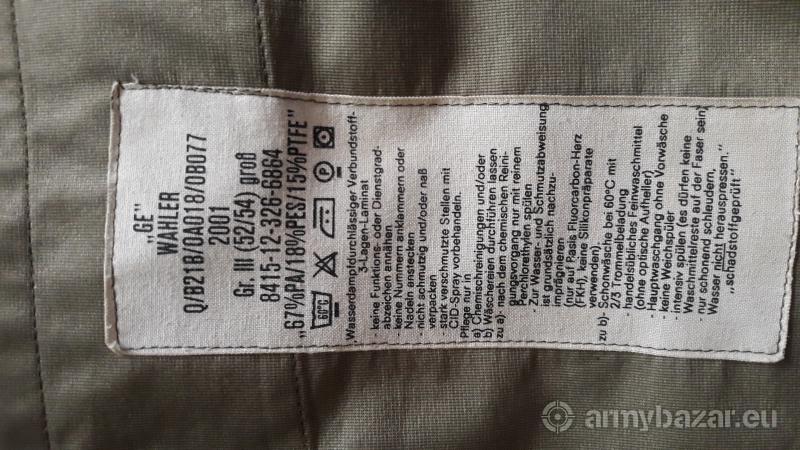 „GE"
WAHLER
Q/B21B/0A018/0B077
2001
Gr. III (52/54) groß
8415-12-326-6864
„67%PA/18%PES/15%PTFE"
60°C P
Wasserdampfdurchlässiger Verbundstoff-
3-Lager-Laminat
- keine Funktions oder Dienstgrad-
abzeichen annähen
- keine Nummern anklammern oder
Nadeln anstecken
- nicht schmutzig und/oder naß
verpacken
- stark verschmutzte Stellen mit
CID-Spray vorbehandeln.
Pflege nur in
a) Chemischreinigungen und/oder
b) Wäschereien durchführen lassen
zu a)- nach dem chemischen Reini-
gungsvorgang nur mit reinem
Perchlorethylen spülen
- Zur Wasser- und Schmutzabweisung
ist grundsätzlich nachzu-
imprägnieren
(nur auf Basis Fluorcarbon-Harz
(FKH), keine Silikonpräparate
verwenden).
zu b)- Schonwäsche bei 60°C mit
2/3 Trommelbeladung
- handelsübliches Feinwaschmittel
(ohne optische Aufheller)
- Hauptwaschgang ohne Vorwäsche
- keine Weichspüler
- intensiv spülen (es dürfen keine
Waschmittelreste auf der Faser sein)
nur schonend schleudern,
Wasser nicht herauspressen.
„schadstoffgeprüft"
armybazar.eu